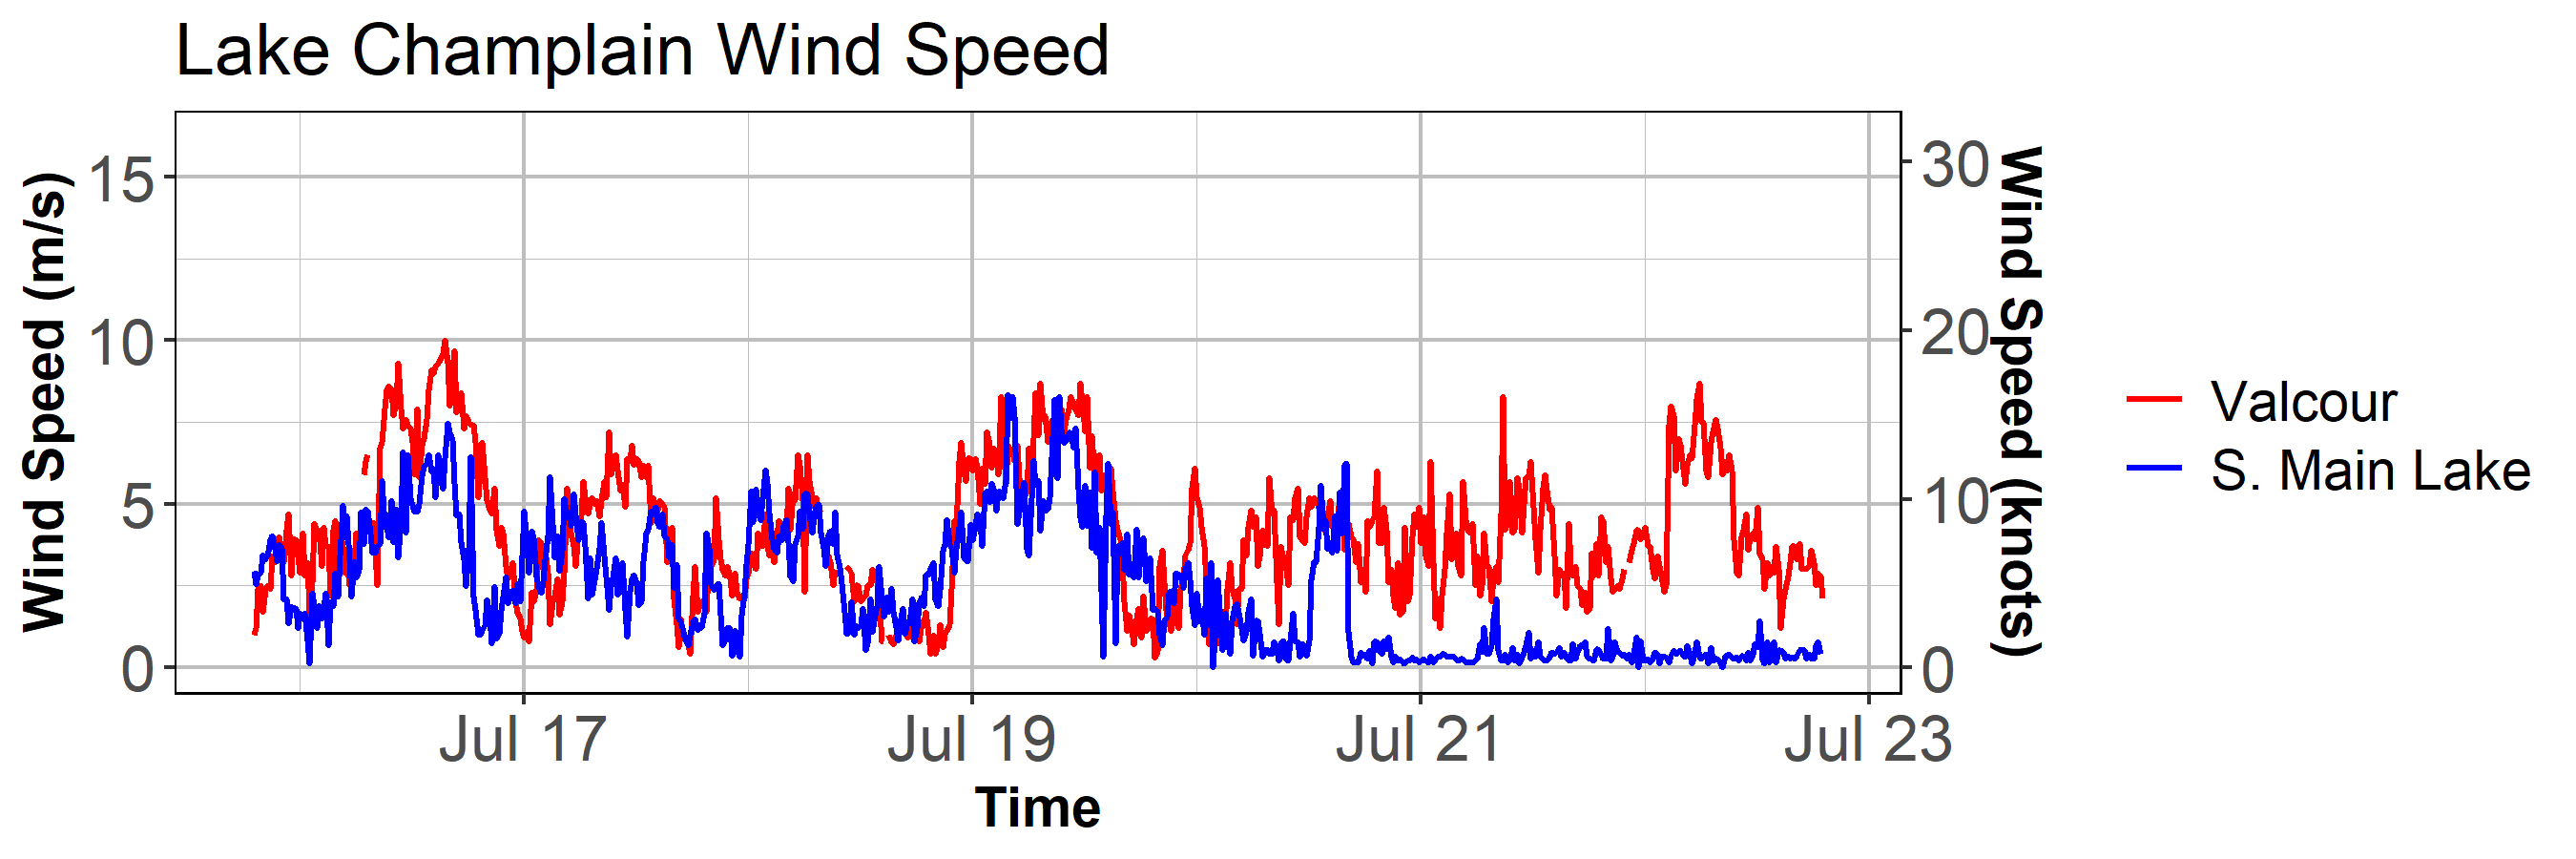 Lake Champlain Wind Speed
Wind Speed (m/s)
15
10
5
0
30
20
10
0
Wind Speed (knots)
Jul 17
Jul 19
Jul 21
Jul 23
Time
Valcour
S. Main Lake